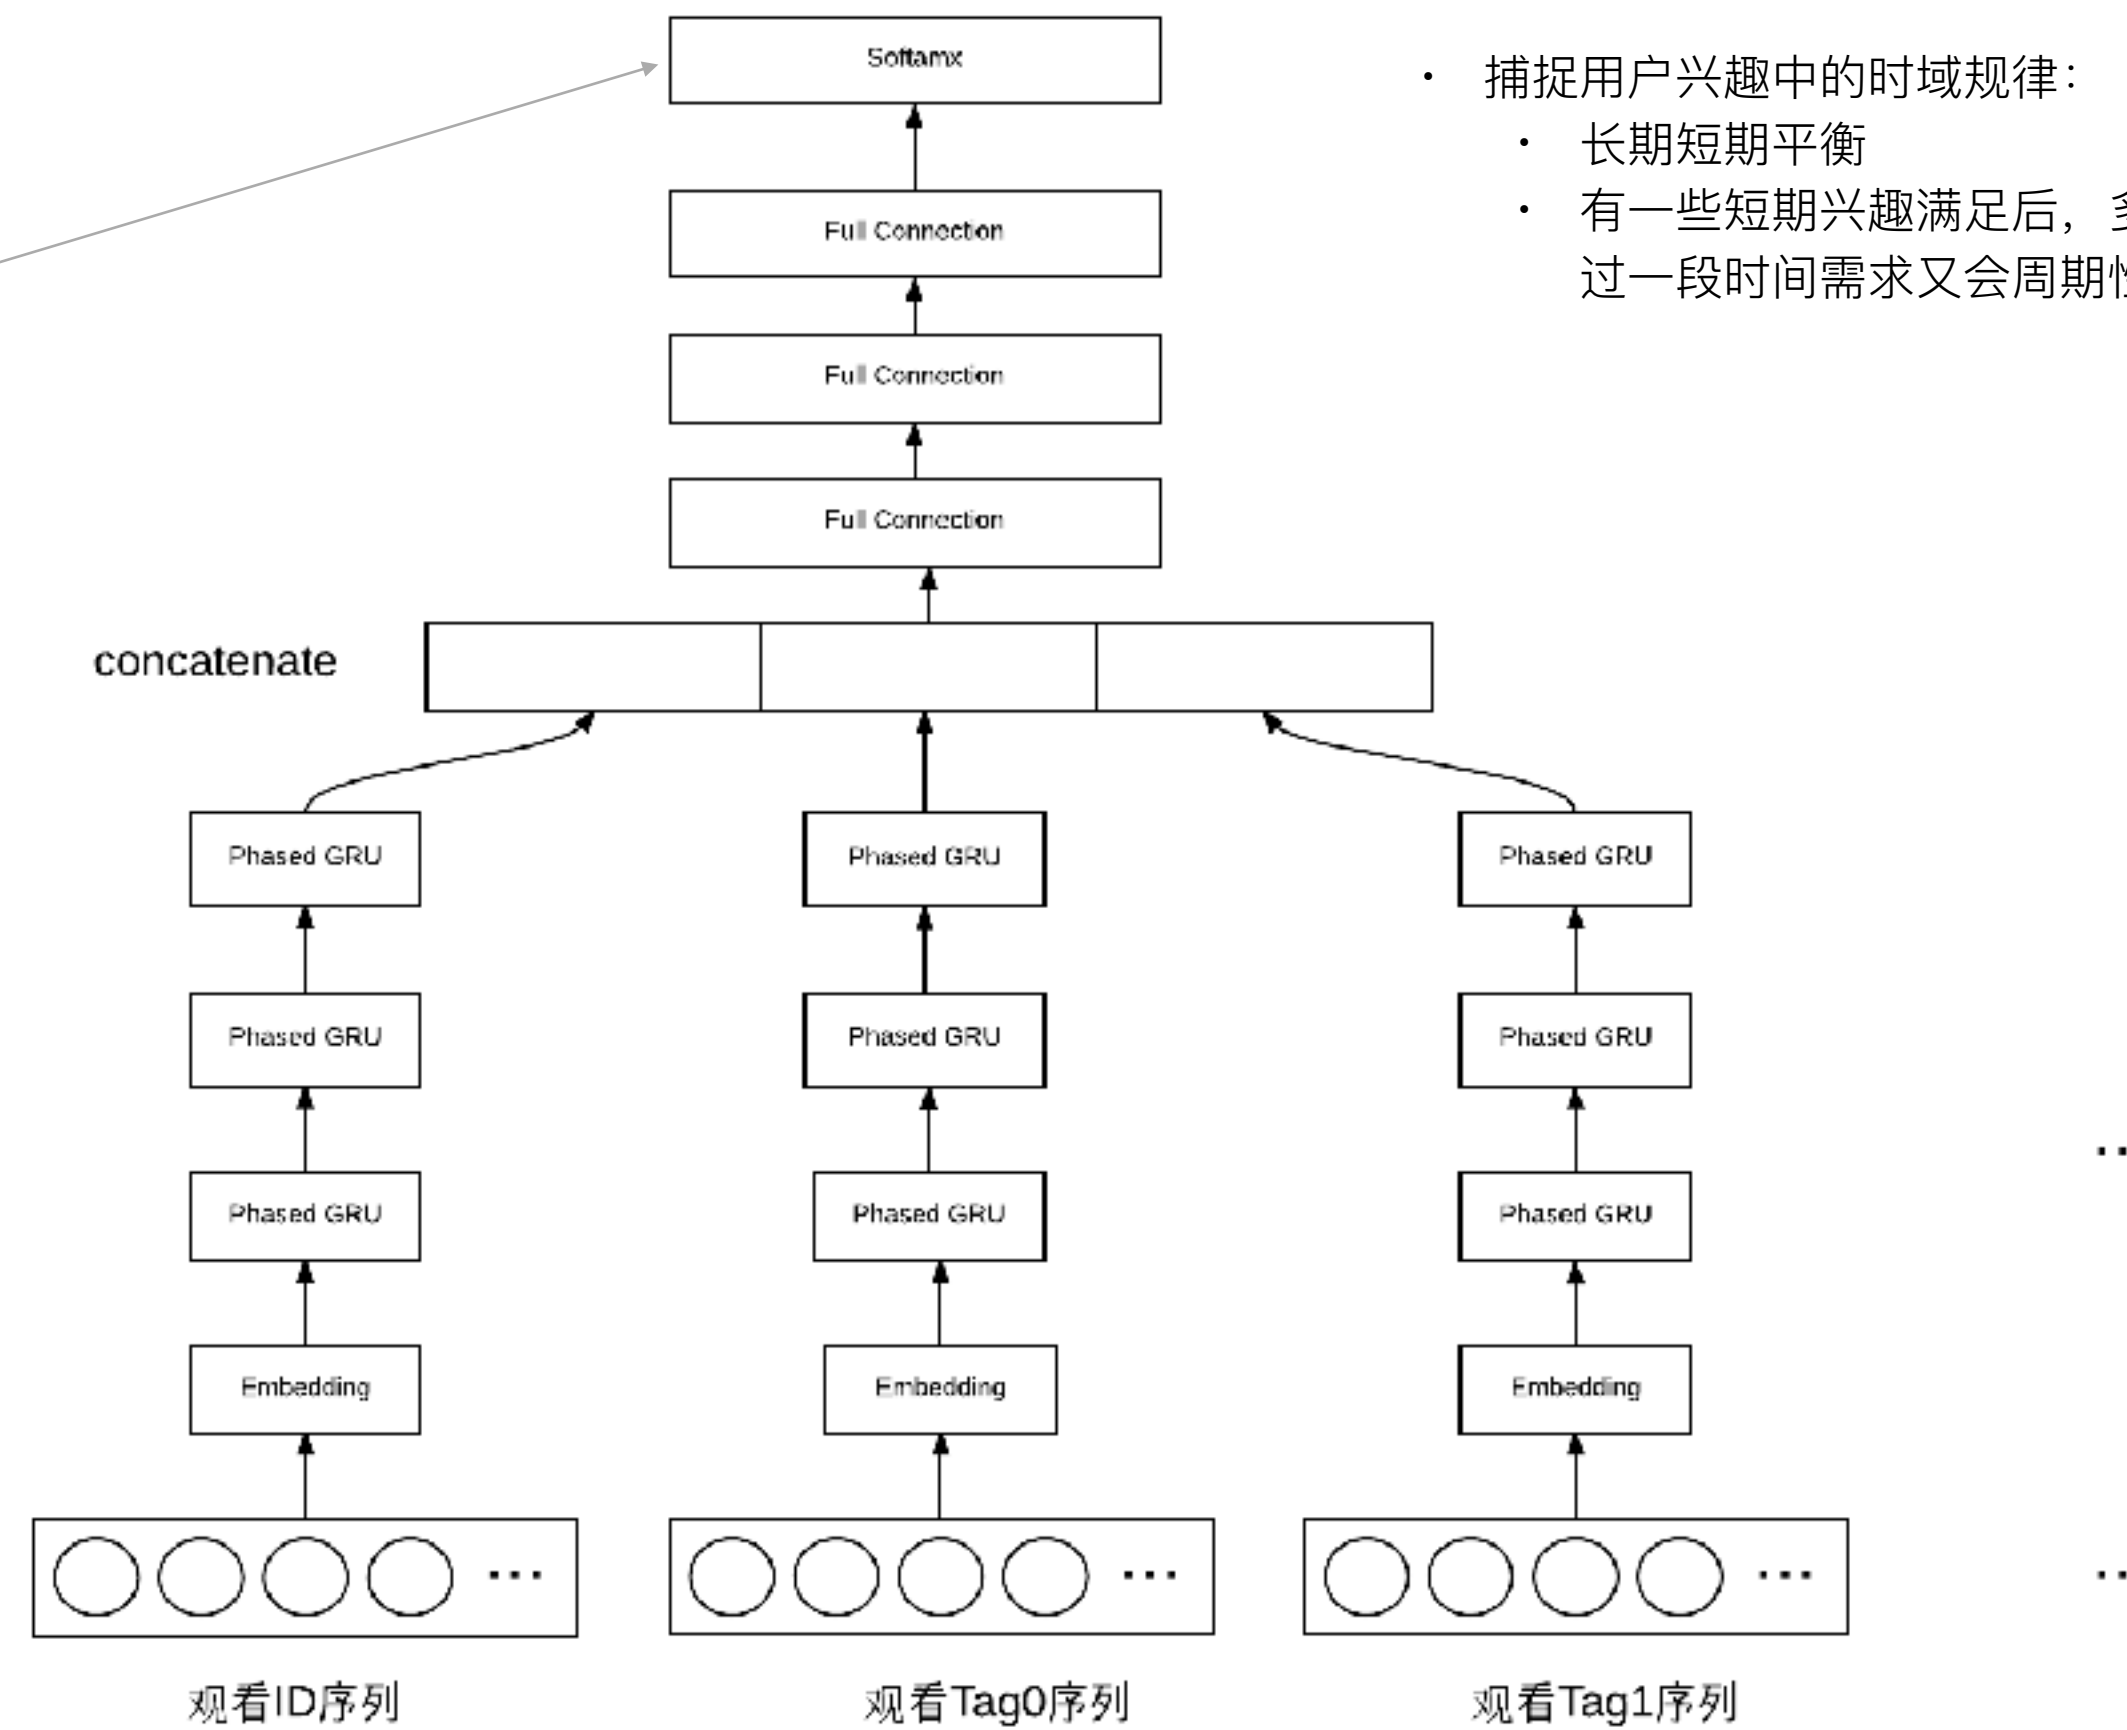 Softamx
• 捕捉用户兴趣中的时域规律：
• 长期短期平衡
• 有一些短期兴趣满足后，
过一段时间需求又会周期
Full Connection
Full Connection
Full Connection
concatenate
Phased GRU Phased GRU Phased GRU
Phased GRU Phased GRU Phased GRU
Phased GRU Phased GRU Phased GRU
Embedding Embedding Embedding
... ... ...
观看ID序列 观看Tag0序列 观看Tag1序列